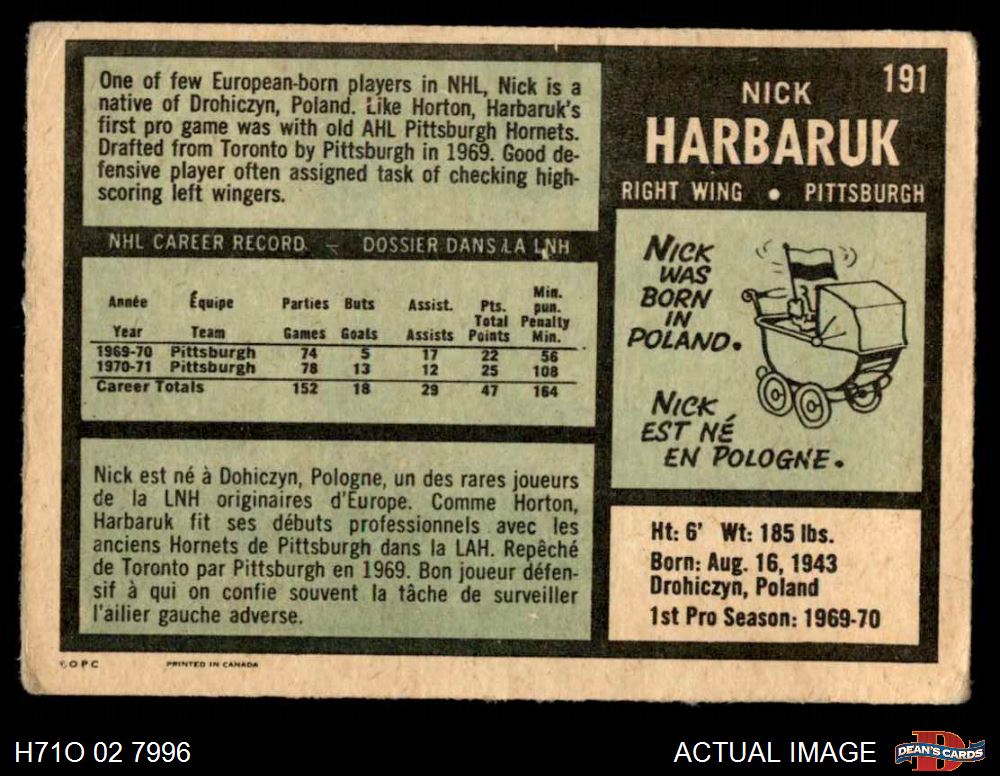 191
NICK
HARBARUK
RIGHT WING • PITTSBURGH
One of few European-born players in NHL, Nick is a
native of Drohiczyn, Poland. Like Horton, Harbaruk's
first pro game was with old AHL Pittsburgh Hornets.
Drafted from Toronto by Pittsburgh in 1969. Good de-
fensive player often assigned task of checking high-
scoring left wingers.
NHL CAREER RECORD – DOSSIER DANS LA LNH
Année Équipe Parties Buts Assist. Pts. Min. pun.
Year Team Games Goals Assists Total Points Penalty Min.
1969-70 Pittsburgh 74 5 17 22 56
1970-71 Pittsburgh 78 13 12 25 108
Career Totals 152 18 29 47 164
Nick est né à Dohiczyn, Pologne, un des rares joueurs
de la LNH originaires d'Europe. Comme Horton,
Harbaruk fit ses débuts professionnels avec les
anciens Hornets de Pittsburgh dans la LAH. Repêché
de Toronto par Pittsburgh en 1969. Bon joueur défen-
sif à qui on confie souvent la tâche de surveiller
l'ailier gauche adverse.
NICK
WAS
BORN
IN
POLAND.
NICK
EST NÉ
EN POLOGNE.
Ht: 6' Wt: 185 lbs.
Born: Aug. 16, 1943
Drohiczyn, Poland
1st Pro Season: 1969-70
©OPC PRINTED IN CANADA
H71O 02 7996
ACTUAL IMAGE
D
DEAN'S CARDS